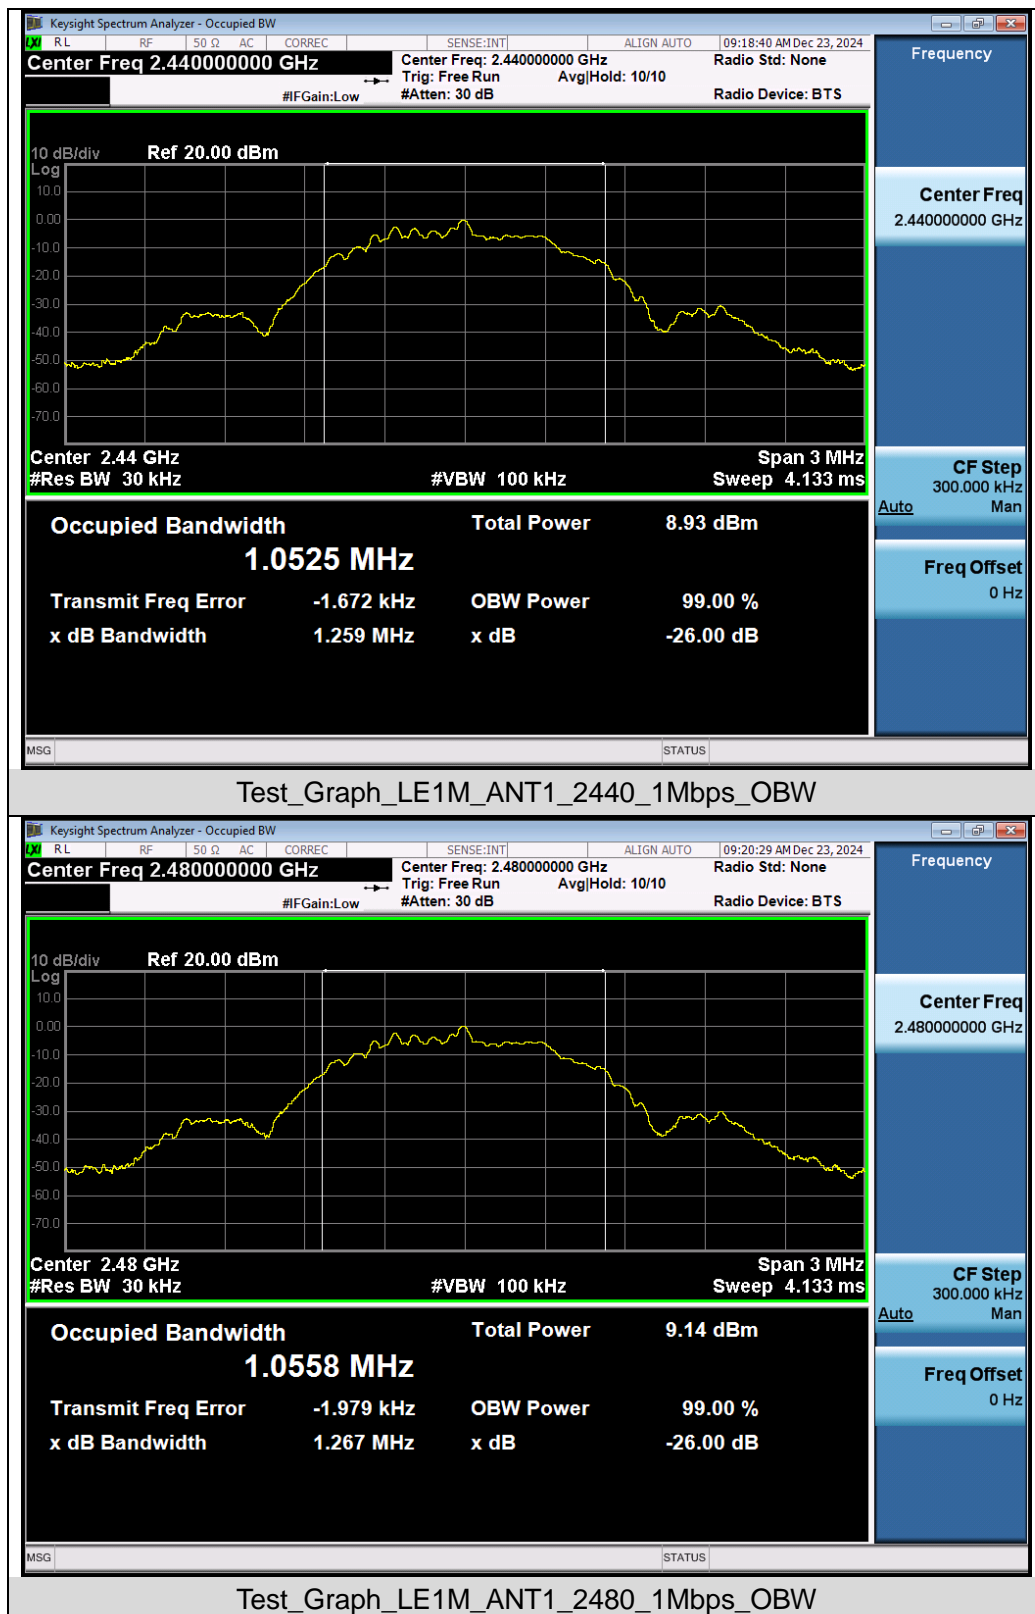 Keysight Spectrum Analyzer - Occupied BW
LXI RL RF 50 Ω AC CORREC SENSE:INT ALIGN AUTO 09:18:40 AM Dec 23, 2024
Center Freq 2.440000000 GHz
Center Freq: 2.440000000 GHz Radio Std: None
Trig: Free Run Avg|Hold: 10/10
#IFGain:Low #Atten: 30 dB Radio Device: BTS
Frequency
10 dB/div Ref 20.00 dBm
Log
10.0
0.00
-10.0
-20.0
-30.0
-40.0
-50.0
-60.0
-70.0
Center 2.44 GHz Span 3 MHz
#Res BW 30 kHz #VBW 100 kHz Sweep 4.133 ms
Center Freq
2.440000000 GHz
CF Step
300.000 kHz
Auto Man
Freq Offset
0 Hz
Occupied Bandwidth Total Power 8.93 dBm
1.0525 MHz
Transmit Freq Error -1.672 kHz OBW Power 99.00 %
x dB Bandwidth 1.259 MHz x dB -26.00 dB
MSG STATUS
Test_Graph_LE1M_ANT1_2440_1Mbps_OBW
Keysight Spectrum Analyzer - Occupied BW
LXI RL RF 50 Ω AC CORREC SENSE:INT ALIGN AUTO 09:20:29 AM Dec 23, 2024
Center Freq 2.480000000 GHz
Center Freq: 2.480000000 GHz Radio Std: None
Trig: Free Run Avg|Hold: 10/10
#IFGain:Low #Atten: 30 dB Radio Device: BTS
Frequency
10 dB/div Ref 20.00 dBm
Log
10.0
0.00
-10.0
-20.0
-30.0
-40.0
-50.0
-60.0
-70.0
Center 2.48 GHz Span 3 MHz
#Res BW 30 kHz #VBW 100 kHz Sweep 4.133 ms
Center Freq
2.480000000 GHz
CF Step
300.000 kHz
Auto Man
Freq Offset
0 Hz
Occupied Bandwidth Total Power 9.14 dBm
1.0558 MHz
Transmit Freq Error -1.979 kHz OBW Power 99.00 %
x dB Bandwidth 1.267 MHz x dB -26.00 dB
MSG STATUS
Test_Graph_LE1M_ANT1_2480_1Mbps_OBW